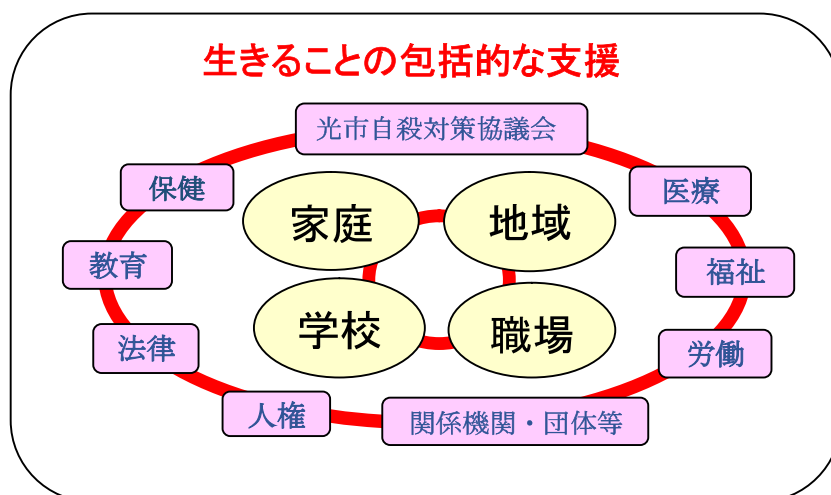 生きることの包括的な支援
光市自殺対策協議会
保健
医療
家庭
地域
教育
福祉
学校
職場
法律
労働
人権
関係機関・団体等